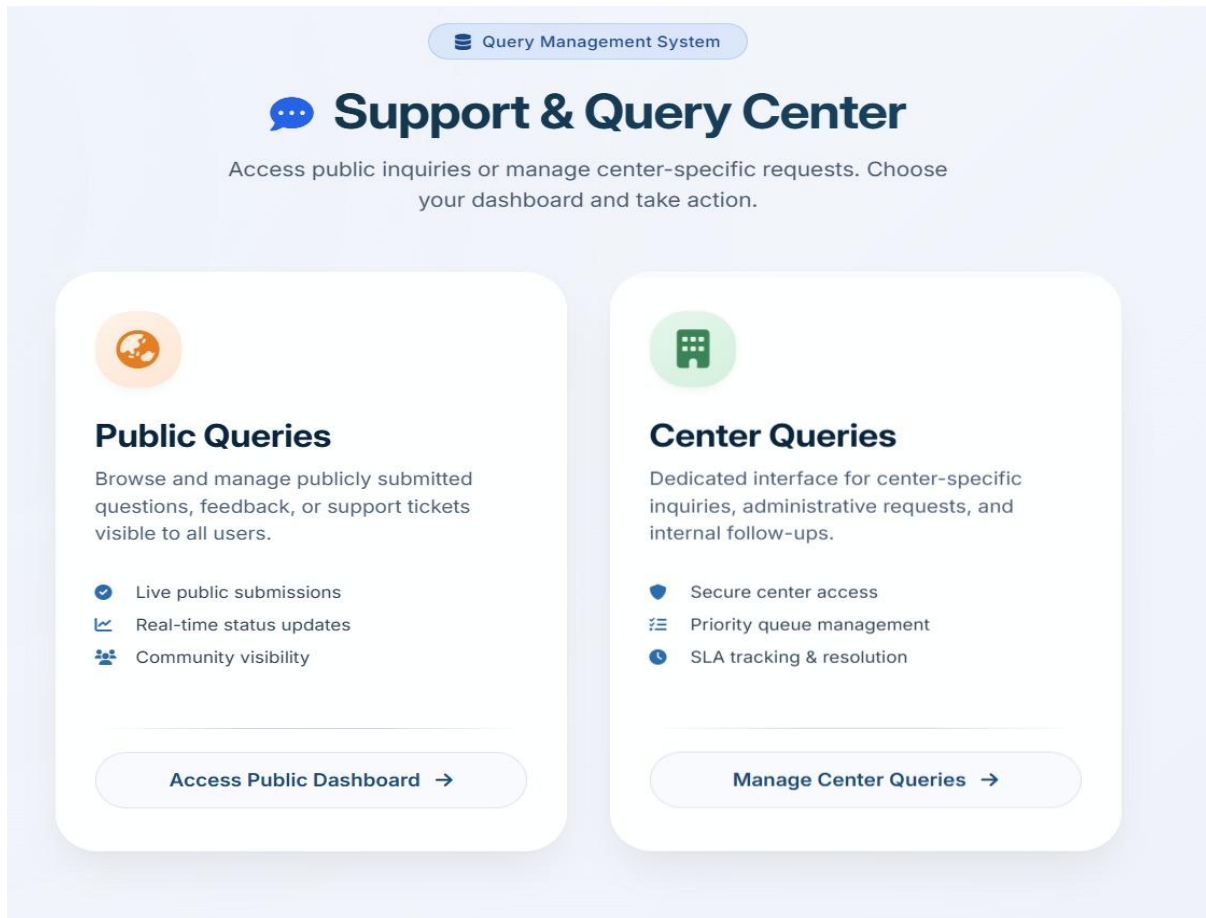 Query Management System
Support & Query Center
Access public inquiries or manage center-specific requests. Choose
your dashboard and take action.
Public Queries
Browse and manage publicly submitted
questions, feedback, or support tickets
visible to all users.
Live public submissions
Real-time status updates
Community visibility
Access Public Dashboard →
Center Queries
Dedicated interface for center-specific
inquiries, administrative requests, and
internal follow-ups.
Secure center access
Priority queue management
SLA tracking & resolution
Manage Center Queries →